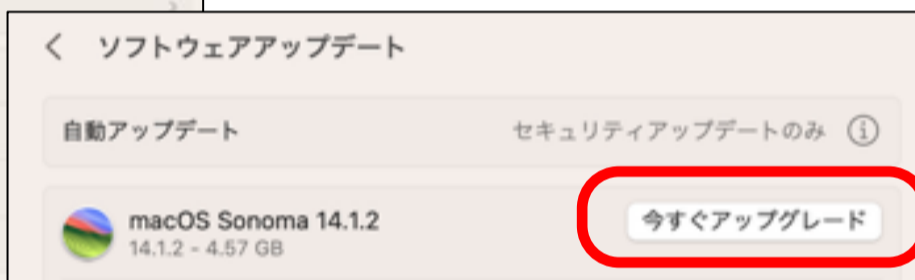 ソフトウェアアップデート
自動アップデート セキュリティアップデートのみ
macOS Sonoma 14.1.2 今すぐアップグレード
14.1.2 – 4.57 GB